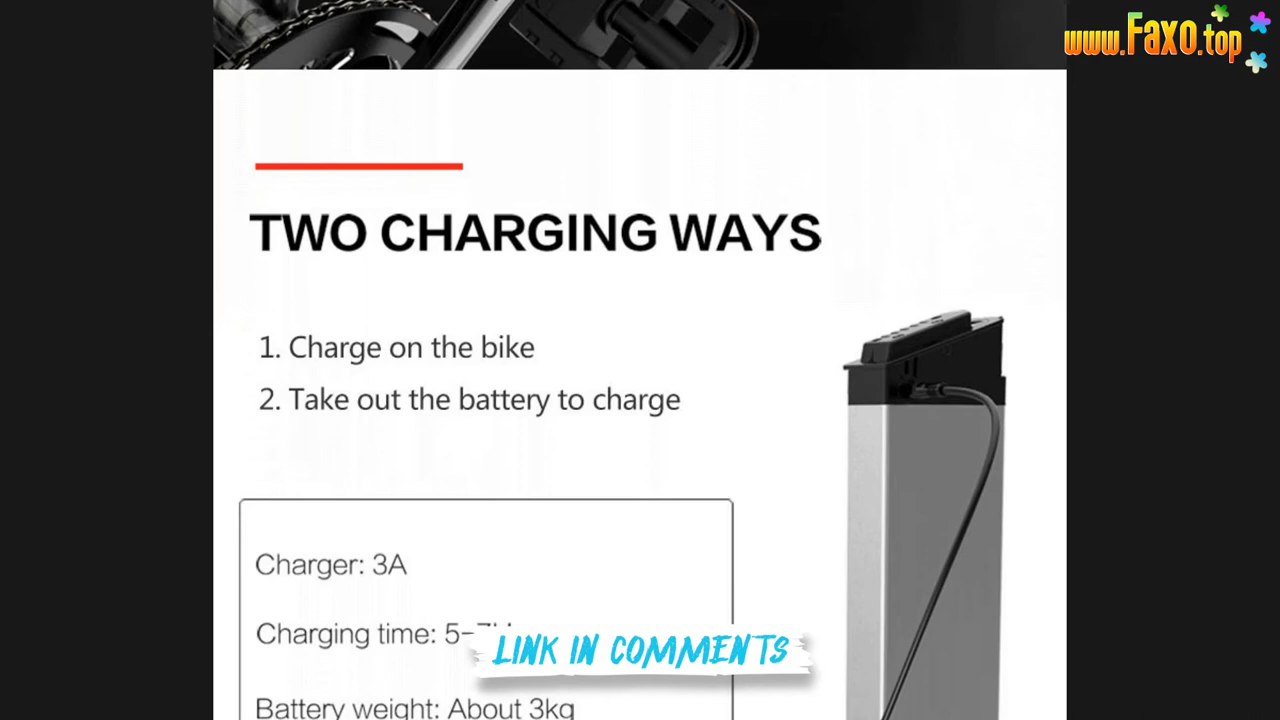 www.Faxo.top
TWO CHARGING WAYS
1. Charge on the bike
2. Take out the battery to charge
Charger: 3A
Charging time:
LINK IN COMMENTS
Battery weight: About 3kg